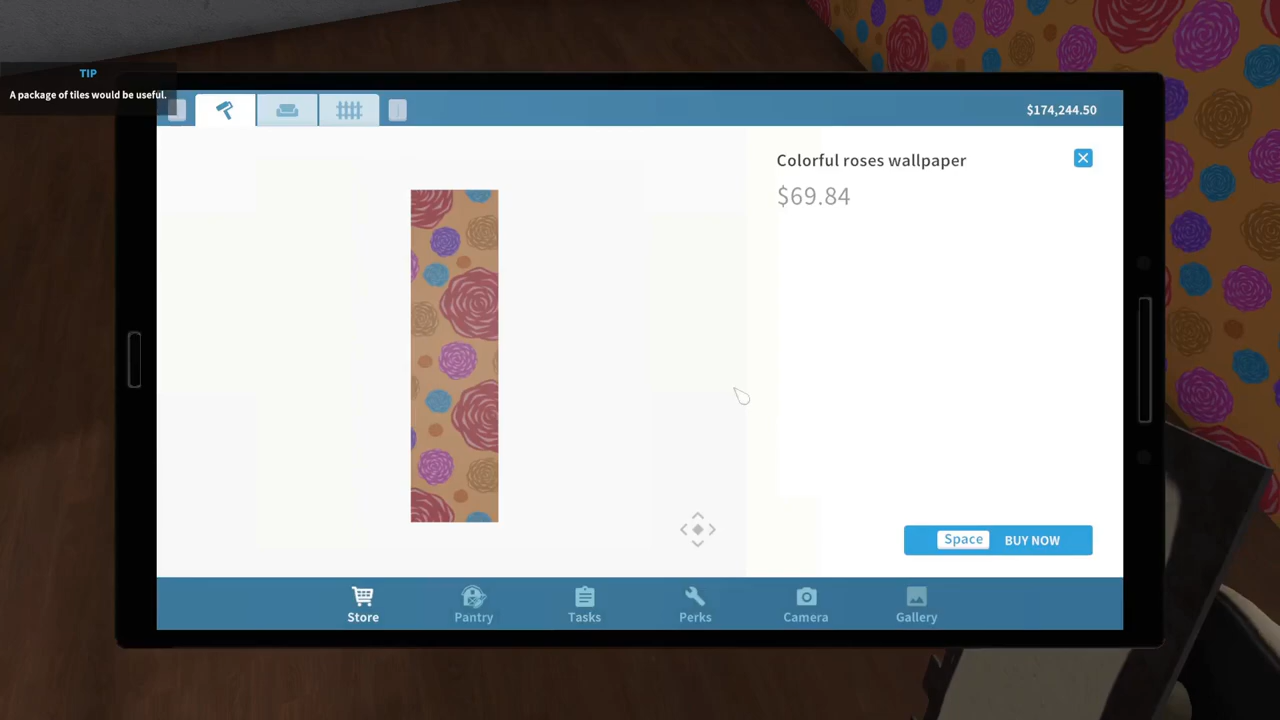 TIP
A package of tiles would be useful.
$174,244.50
Colorful roses wallpaper
$69.84
Space BUY NOW
Store Pantry Tasks Perks Camera Gallery